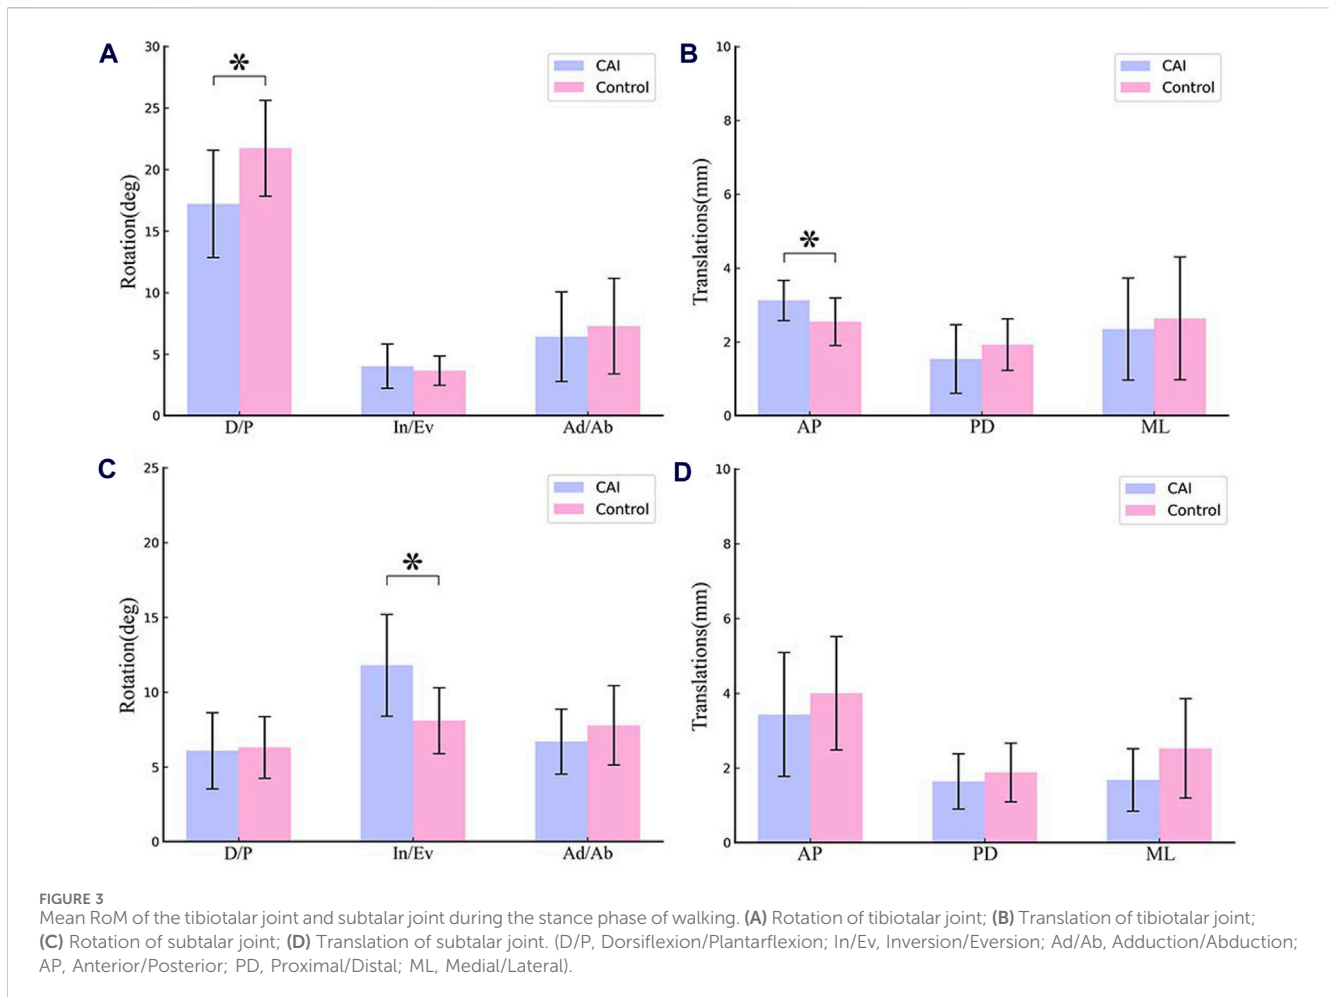 A
30
25
20
15
10
5
0
Rotation(deg)
*
CAI
Control
D/P
In/Ev
Ad/Ab
B
10
8
6
4
2
0
Translations(mm)
*
CAI
Control
AP
PD
ML
C
25
20
15
10
5
0
Rotation(deg)
*
CAI
Control
D/P
In/Ev
Ad/Ab
D
10
8
6
4
2
0
Translations(mm)
CAI
Control
AP
PD
ML
FIGURE 3
Mean RoM of the tibiotalar joint and subtalar joint during the stance phase of walking. (A) Rotation of tibiotalar joint; (B) Translation of tibiotalar joint;
(C) Rotation of subtalar joint; (D) Translation of subtalar joint. (D/P, Dorsiflexion/Plantarflexion; In/Ev, Inversion/Eversion; Ad/Ab, Adduction/Abduction;
AP, Anterior/Posterior; PD, Proximal/Distal; ML, Medial/Lateral).